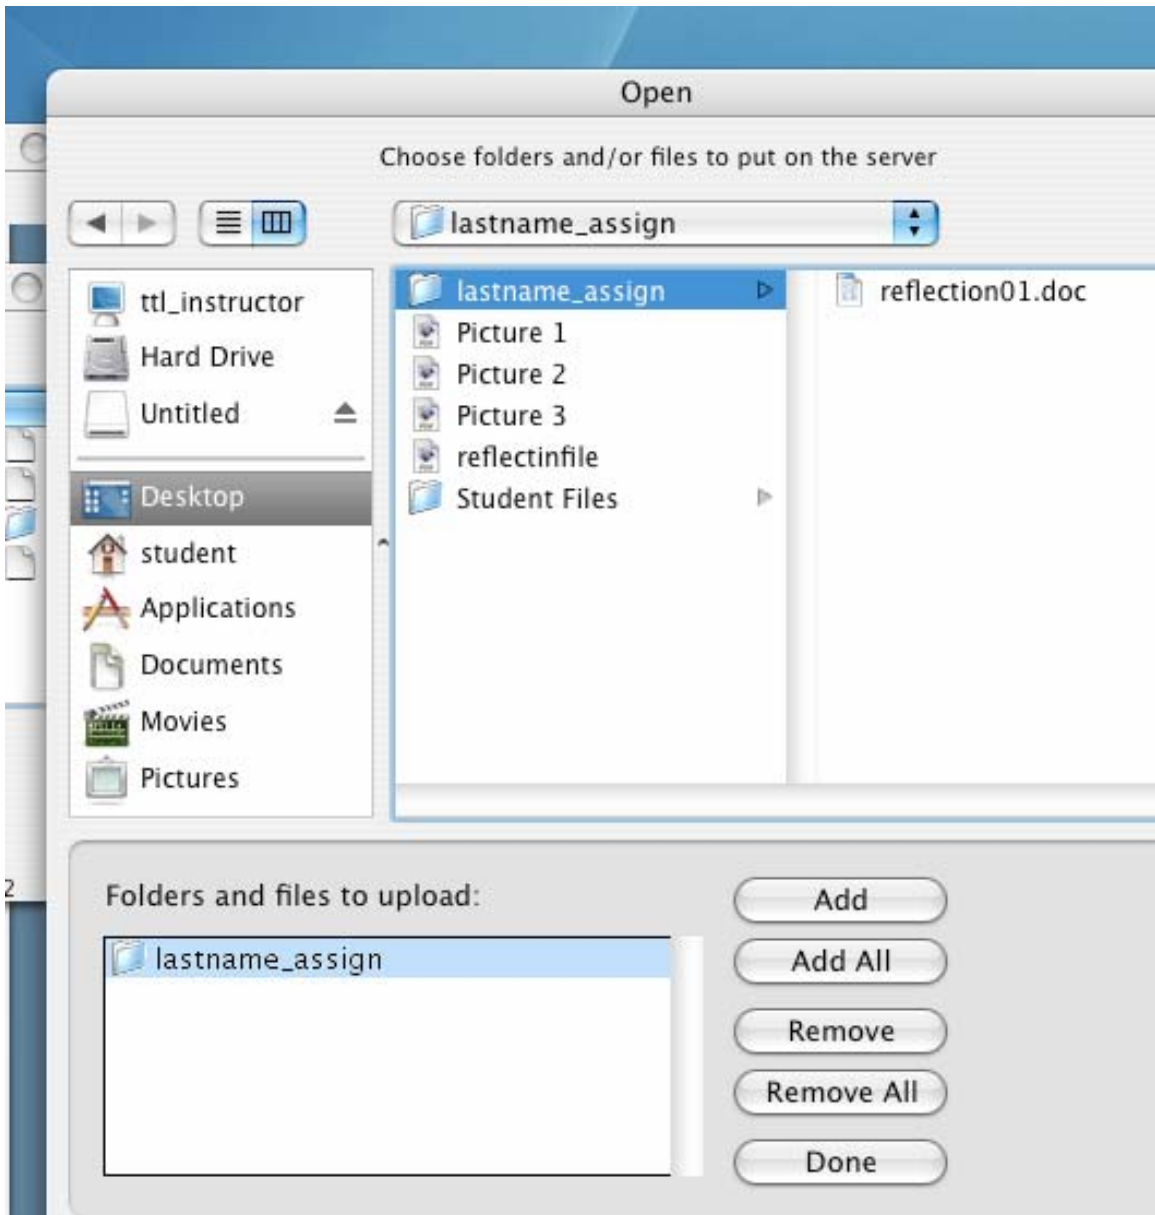 Open
Choose folders and/or files to put on the server
lastname_assign
ttl_instructor
Hard Drive
Untitled
Desktop
student
Applications
Documents
Movies
Pictures
lastname_assign
Picture 1
Picture 2
Picture 3
reflectinfile
Student Files
reflection01.doc
2
Folders and files to upload:
lastname_assign
Add
Add All
Remove
Remove All
Done